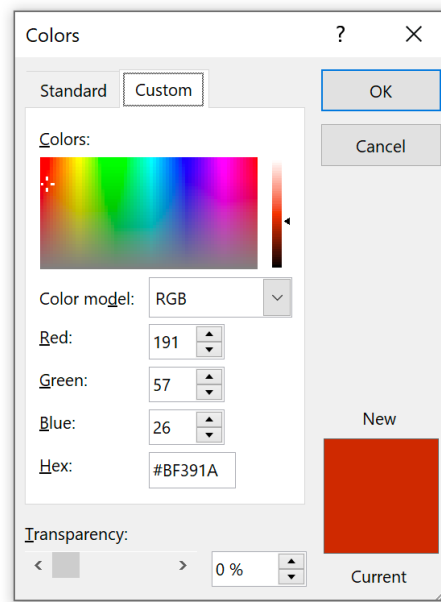 Colors ?
Standard Custom
OK
Cancel
Colors:
Color model: RGB
Red: 191
Green: 57
Blue: 26
Hex: #BF391A
New
Current
Transparency:
0 %